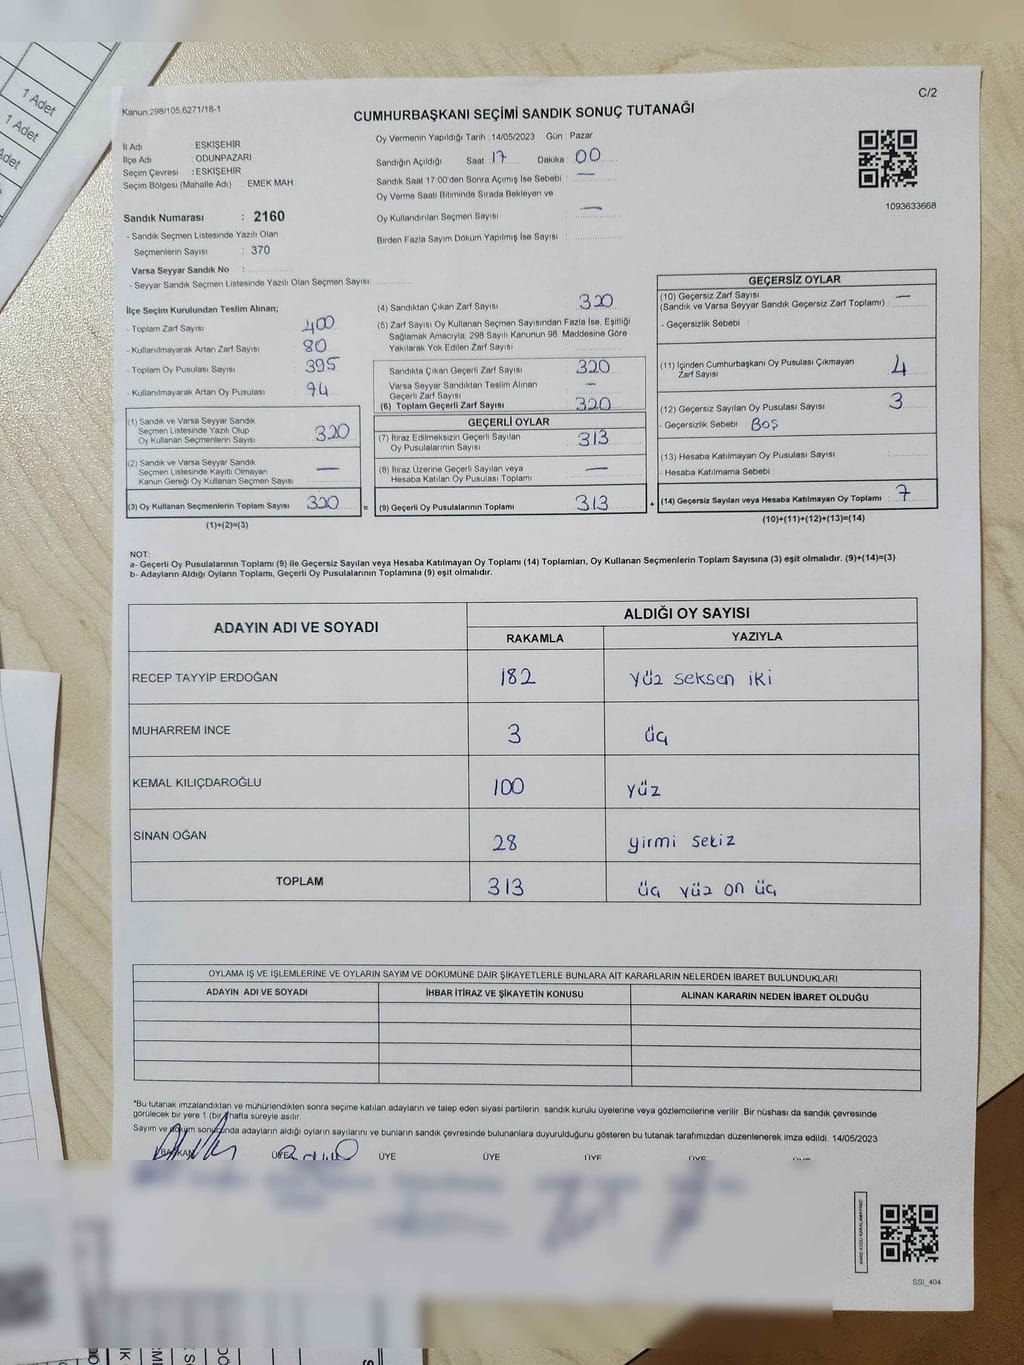 1 Adet
1 Adet
Adet
C/2
Kanun:298/105,6271/18-1
CUMHURBAŞKANI SEÇİMİ SANDIK SONUÇ TUTANAĞI
İl Adı : ESKİŞEHİR
İlçe Adı : ODUNPAZARI
Seçim Çevresi : ESKİŞEHİR
Seçim Bölgesi (Mahalle Adı) : EMEK MAH.
Oy Vermenin Yapıldığı Tarih :14/05/2023 Gün : Pazar
Sandığın Açıldığı Saat 17 Dakika : 00
Sandık Saat 17:00'den Sonra Açımış İse Sebebi : —
Oy Verme Saati Bitiminde Sırada Bekleyen ve
Oy Kullandırılan Seçmen Sayısı : —
Birden Fazla Sayım Döküm Yapılmış İse Sayısı :
1093633668
Sandık Numarası : 2160
- Sandık Seçmen Listesinde Yazılı Olan
Seçmenlerin Sayısı : 370
Varsa Seyyar Sandık No :
- Seyyar Sandık Seçmen Listesinde Yazılı Olan Seçmen Sayısı:
İlçe Seçim Kurulundan Teslim Alınan;
- Toplam Zarf Sayısı 400
- Kullanılmayarak Artan Zarf Sayısı 80
- Toplam Oy Pusulası Sayısı 395
- Kullanılmayarak Artan Oy Pusulası 94
(1) Sandık ve Varsa Seyyar Sandık
Seçmen Listesinde Yazılı Olup
Oy Kullanan Seçmenlerin Sayısı 320
(2) Sandık ve Varsa Seyyar Sandık
Seçmen Listesinde Kayıtlı Olmayan
Kanun Gereği Oy Kullanan Seçmen Sayısı —
(3) Oy Kullanan Seçmenlerin Toplam Sayısı 320
(1)+(2)=(3)
(4) Sandıktan Çıkan Zarf Sayısı 320
(5) Zarf Sayısı Oy Kullanan Seçmen Sayısından Fazla İse, Eşitliği
Sağlamak Amacıyla; 298 Sayılı Kanunun 98. Maddesine Göre
Yakılarak Yok Edilen Zarf Sayısı
Sandıkta Çıkan Geçerli Zarf Sayısı 320
Varsa Seyyar Sandıktan Teslim Alınan
Geçerli Zarf Sayısı —
(6) Toplam Geçerli Zarf Sayısı 320
GEÇERLİ OYLAR
(7) İtiraz Edilmeksizin Geçerli Sayılan
Oy Pusulalarının Sayısı 313
(8) İtiraz Üzerine Geçerli Sayılan veya
Hesaba Katılan Oy Pusulası Toplamı —
= (9) Geçerli Oy Pusulalarının Toplamı 313 +
GEÇERSİZ OYLAR
(10) Geçersiz Zarf Sayısı
(Sandık ve Varsa Seyyar Sandık Geçersiz Zarf Toplamı) : —
- Geçersizlik Sebebi :
(11) İçinden Cumhurbaşkanı Oy Pusulası Çıkmayan
Zarf Sayısı 4
(12) Geçersiz Sayılan Oy Pusulası Sayısı 3
- Geçersizlik Sebebi Boş
(13) Hesaba Katılmayan Oy Pusulası Sayısı
- Hesaba Katılmama Sebebi :
(14) Geçersiz Sayılan veya Hesaba Katılmayan Oy Toplamı 7
(10)+(11)+(12)+(13)=(14)
NOT:
a- Geçerli Oy Pusulalarının Toplamı (9) ile Geçersiz Sayılan veya Hesaba Katılmayan Oy Toplamı (14) Toplamları, Oy Kullanan Seçmenlerin Toplam Sayısına (3) eşit olmalıdır. (9)+(14)=(3)
b- Adayların Aldığı Oyların Toplamı, Geçerli Oy Pusulalarının Toplamına (9) eşit olmalıdır.
ADAYIN ADI VE SOYADI ALDIĞI OY SAYISI
RAKAMLA YAZIYLA
RECEP TAYYİP ERDOĞAN 182 yüz seksen iki
MUHARREM İNCE 3 üç
KEMAL KILIÇDAROĞLU 100 yüz
SİNAN OĞAN 28 yirmi sekiz
TOPLAM 313 üç yüz on üç
OYLAMA İŞ VE İŞLEMLERİNE VE OYLARIN SAYIM VE DÖKÜMÜNE DAİR ŞİKAYETLERLE BUNLARA AİT KARARLARIN NELERDEN İBARET BULUNDUKLARI
ADAYIN ADI VE SOYADI İHBAR İTİRAZ VE ŞİKAYETİN KONUSU ALINAN KARARIN NEDEN İBARET OLDUĞU
*Bu tutanak imzalandıktan ve mühürlendikten sonra seçime katılan adayların ve talep eden siyasi partilerin sandık kurulu üyelerine veya gözlemcilerine verilir. Bir nüshası da sandık çevresinde
görülecek bir yere 1 (bir) hafta süreyle asılır.
Sayım ve döküm sonucunda adayların aldığı oyların sayılarını ve bunların sandık çevresinde bulunanlara duyurulduğunu gösteren bu tutanak tarafımızdan düzenlenerek imza edildi. 14/05/2023
BAŞKAN ÜYE ÜYE ÜYE ÜYE
SSI_404